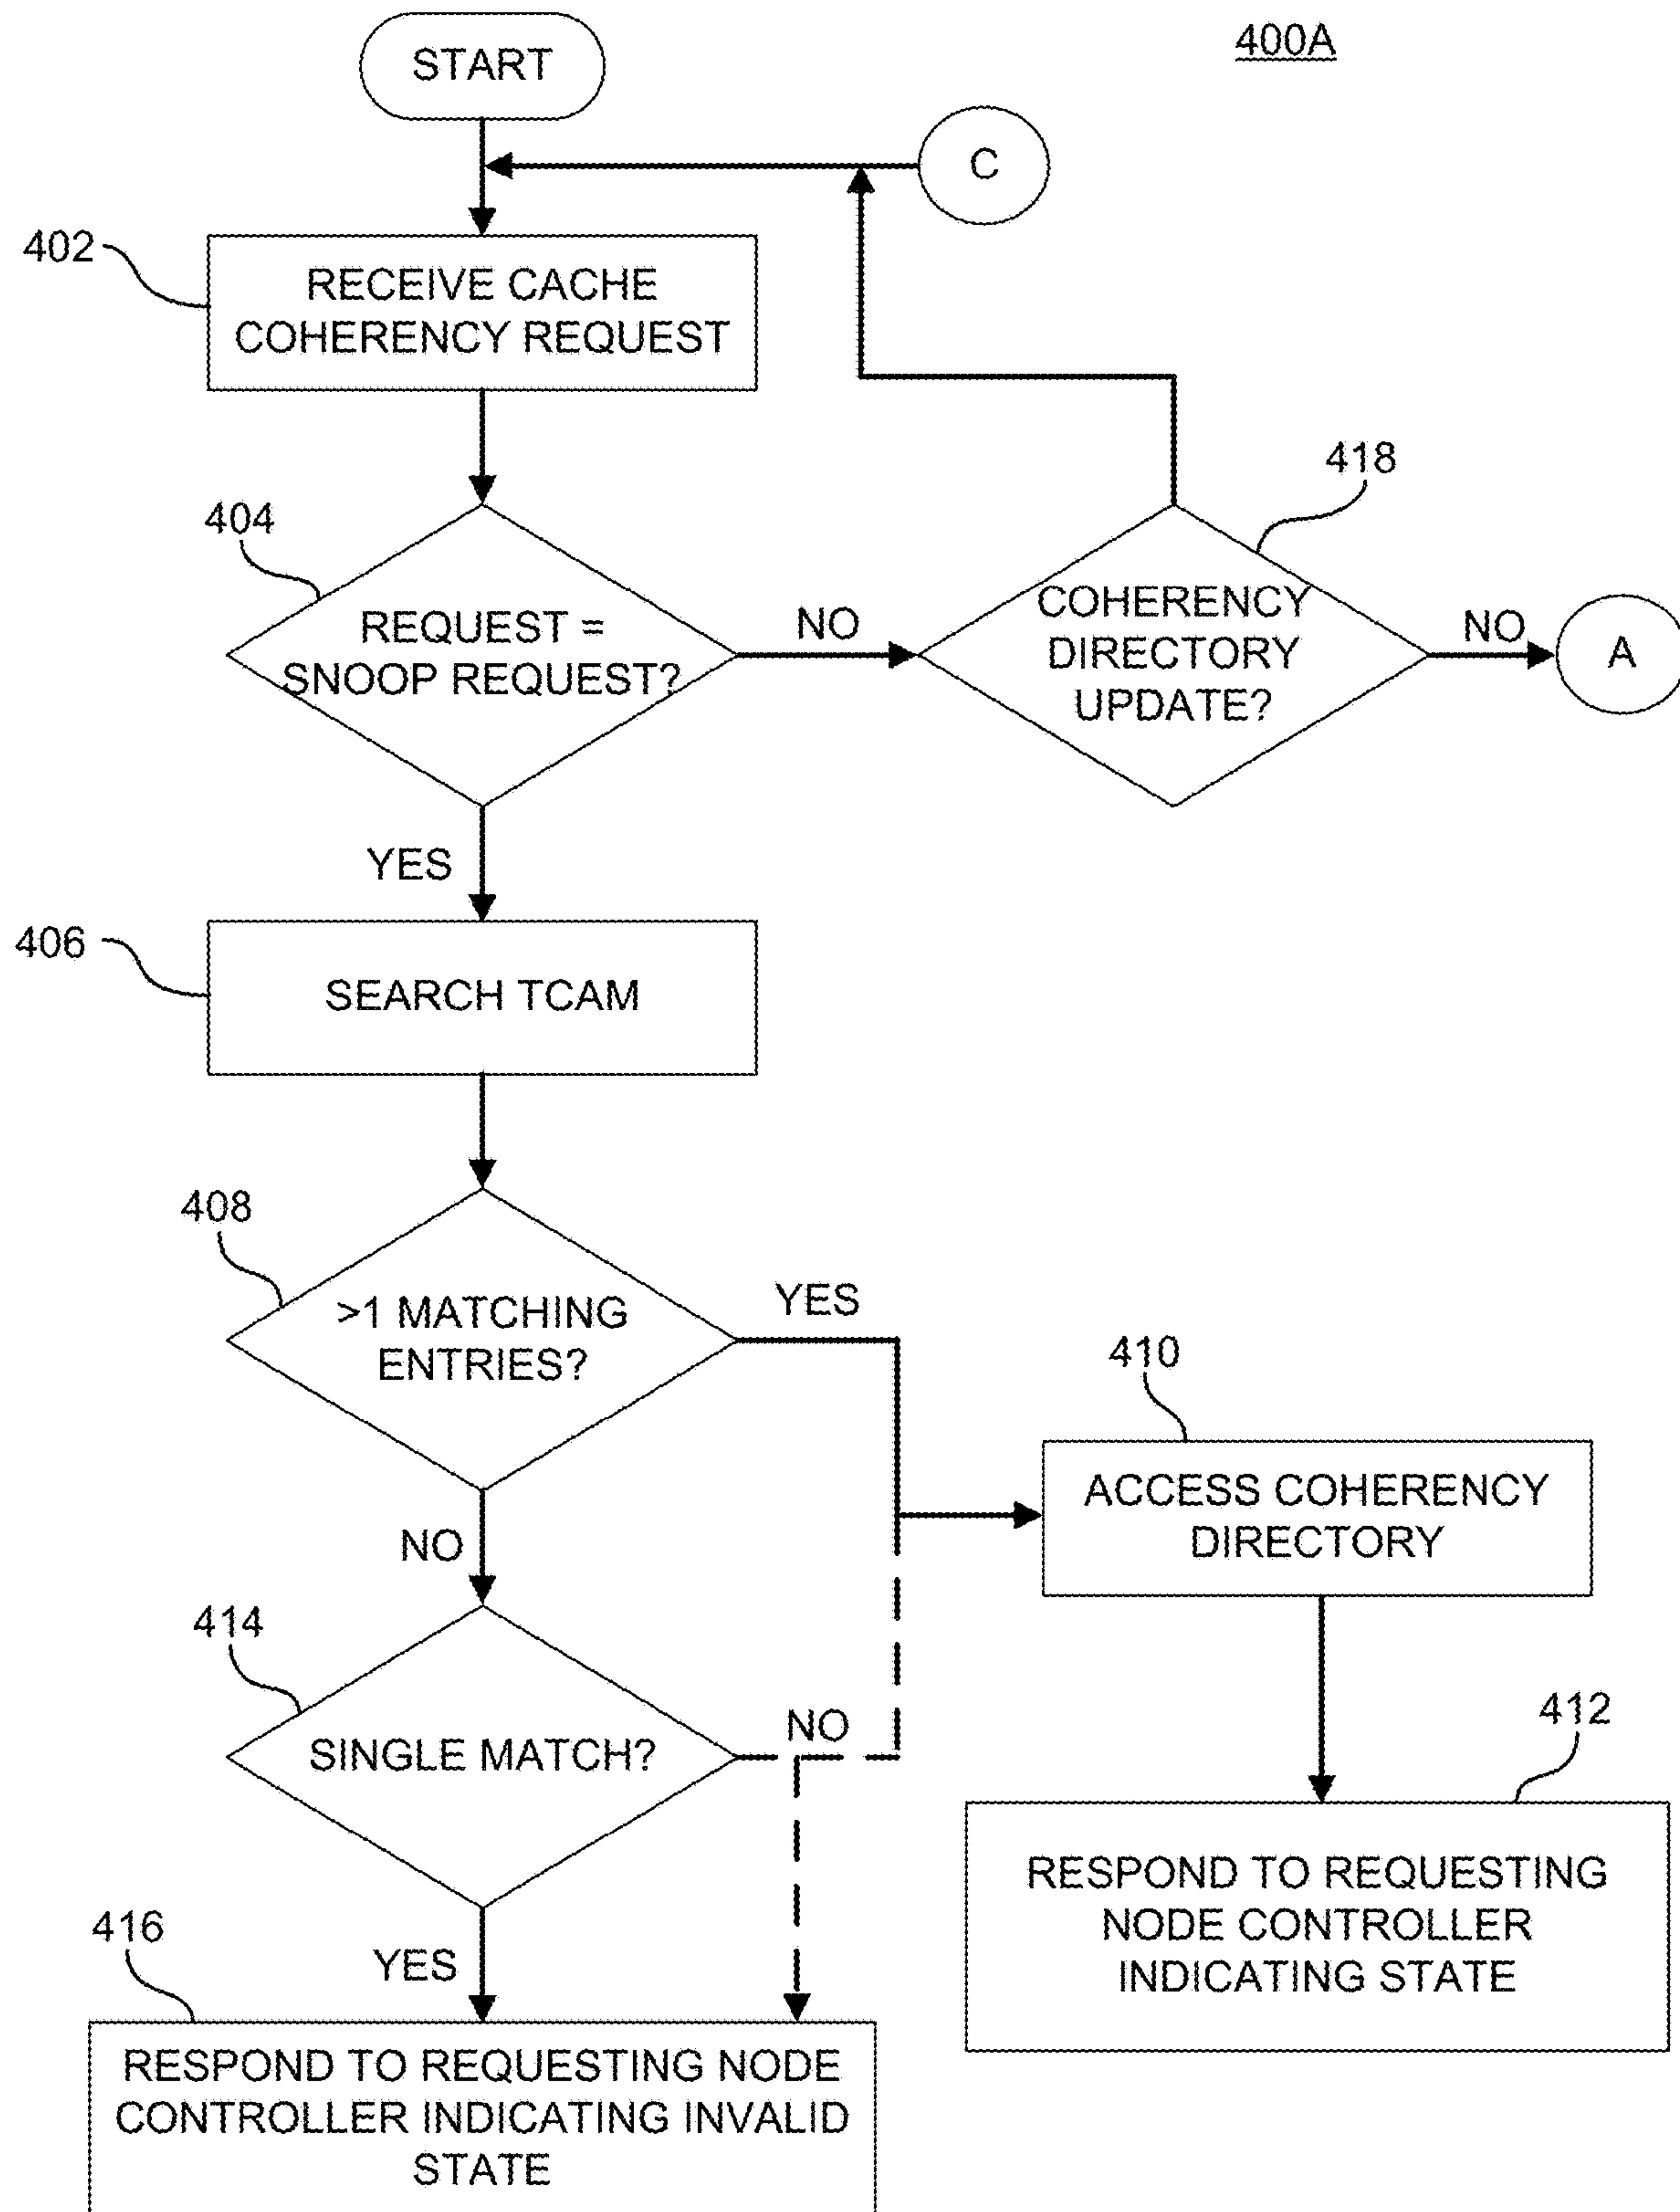 400A
START
C
402
RECEIVE CACHE
COHERENCY REQUEST
418
404
REQUEST =
SNOOP REQUEST?
NO
COHERENCY
DIRECTORY
UPDATE?
NO
A
YES
406
SEARCH TCAM
408
>1 MATCHING
ENTRIES?
YES
410
ACCESS COHERENCY
DIRECTORY
NO
414
SINGLE MATCH?
NO
412
RESPOND TO REQUESTING
NODE CONTROLLER
INDICATING STATE
416
YES
RESPOND TO REQUESTING NODE
CONTROLLER INDICATING INVALID
STATE